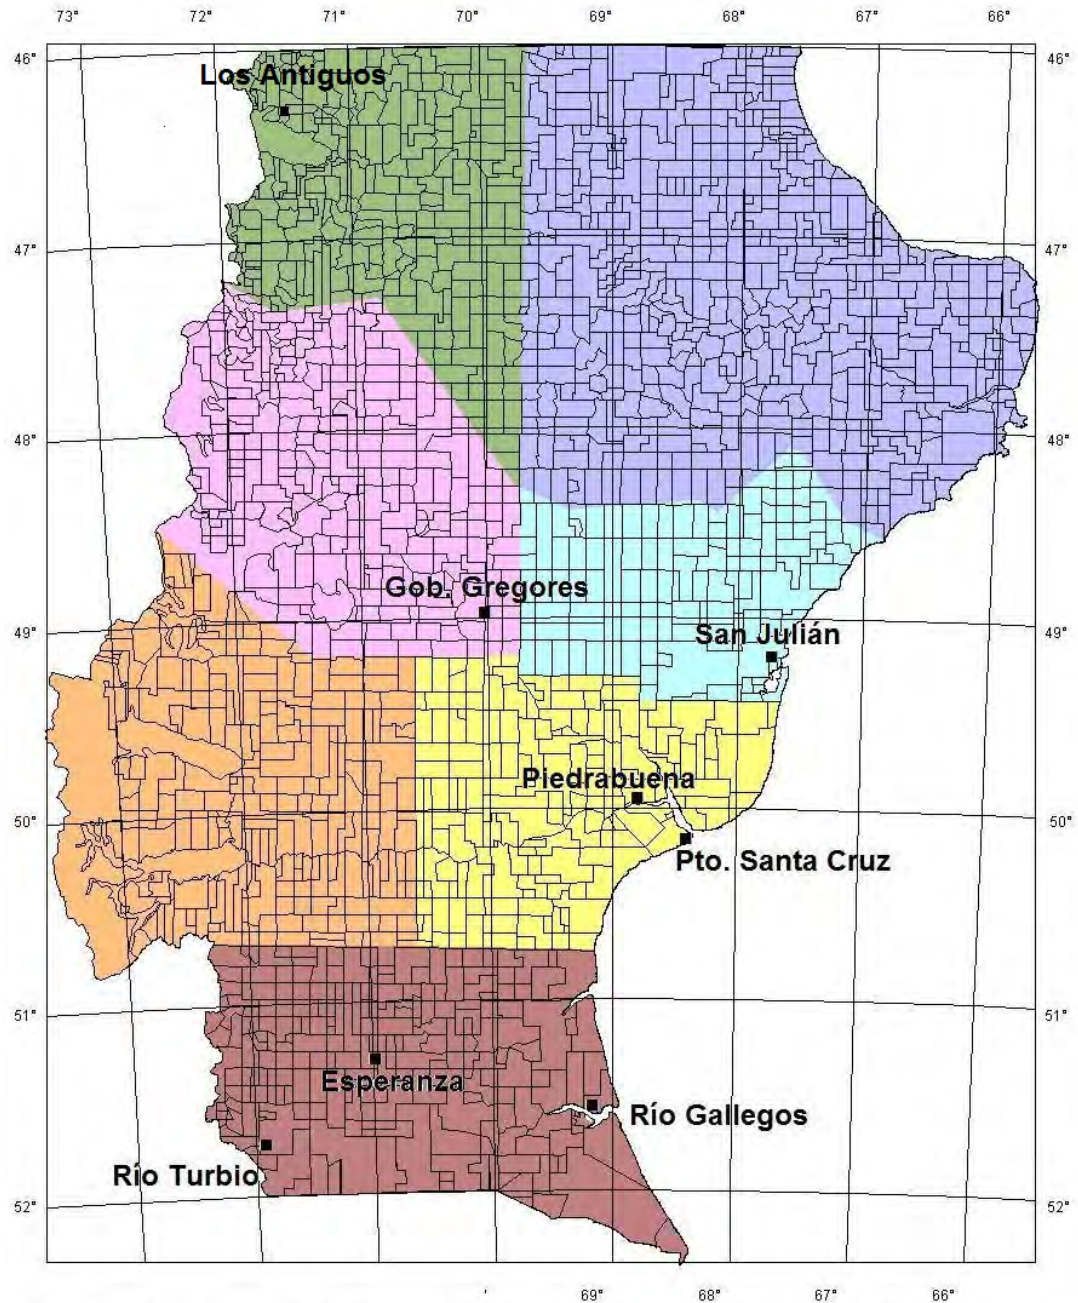 73° 72° 71° 70° 69° 68° 67° 66°
46° 46°
Los Antiguos
47° 47°
48° 48°
Gob. Gregores
49° 49°
San Julián
Piedrabuena
50° 50°
Pto. Santa Cruz
51° 51°
Esperanza
Río Gallegos
Río Turbio
52° 52°
69° 68° 67° 66°